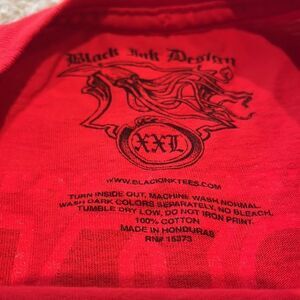 Black Ink Design
XXL
WWW.BLACKINKTEES.COM
TURN INSIDE OUT, MACHINE WASH NORMAL.
WASH DARK COLORS SEPARATELY, NO BLEACH,
TUMBLE DRY LOW, DO NOT IRON PRINT.
100% COTTON
MADE IN HONDURAS
RN# 15373